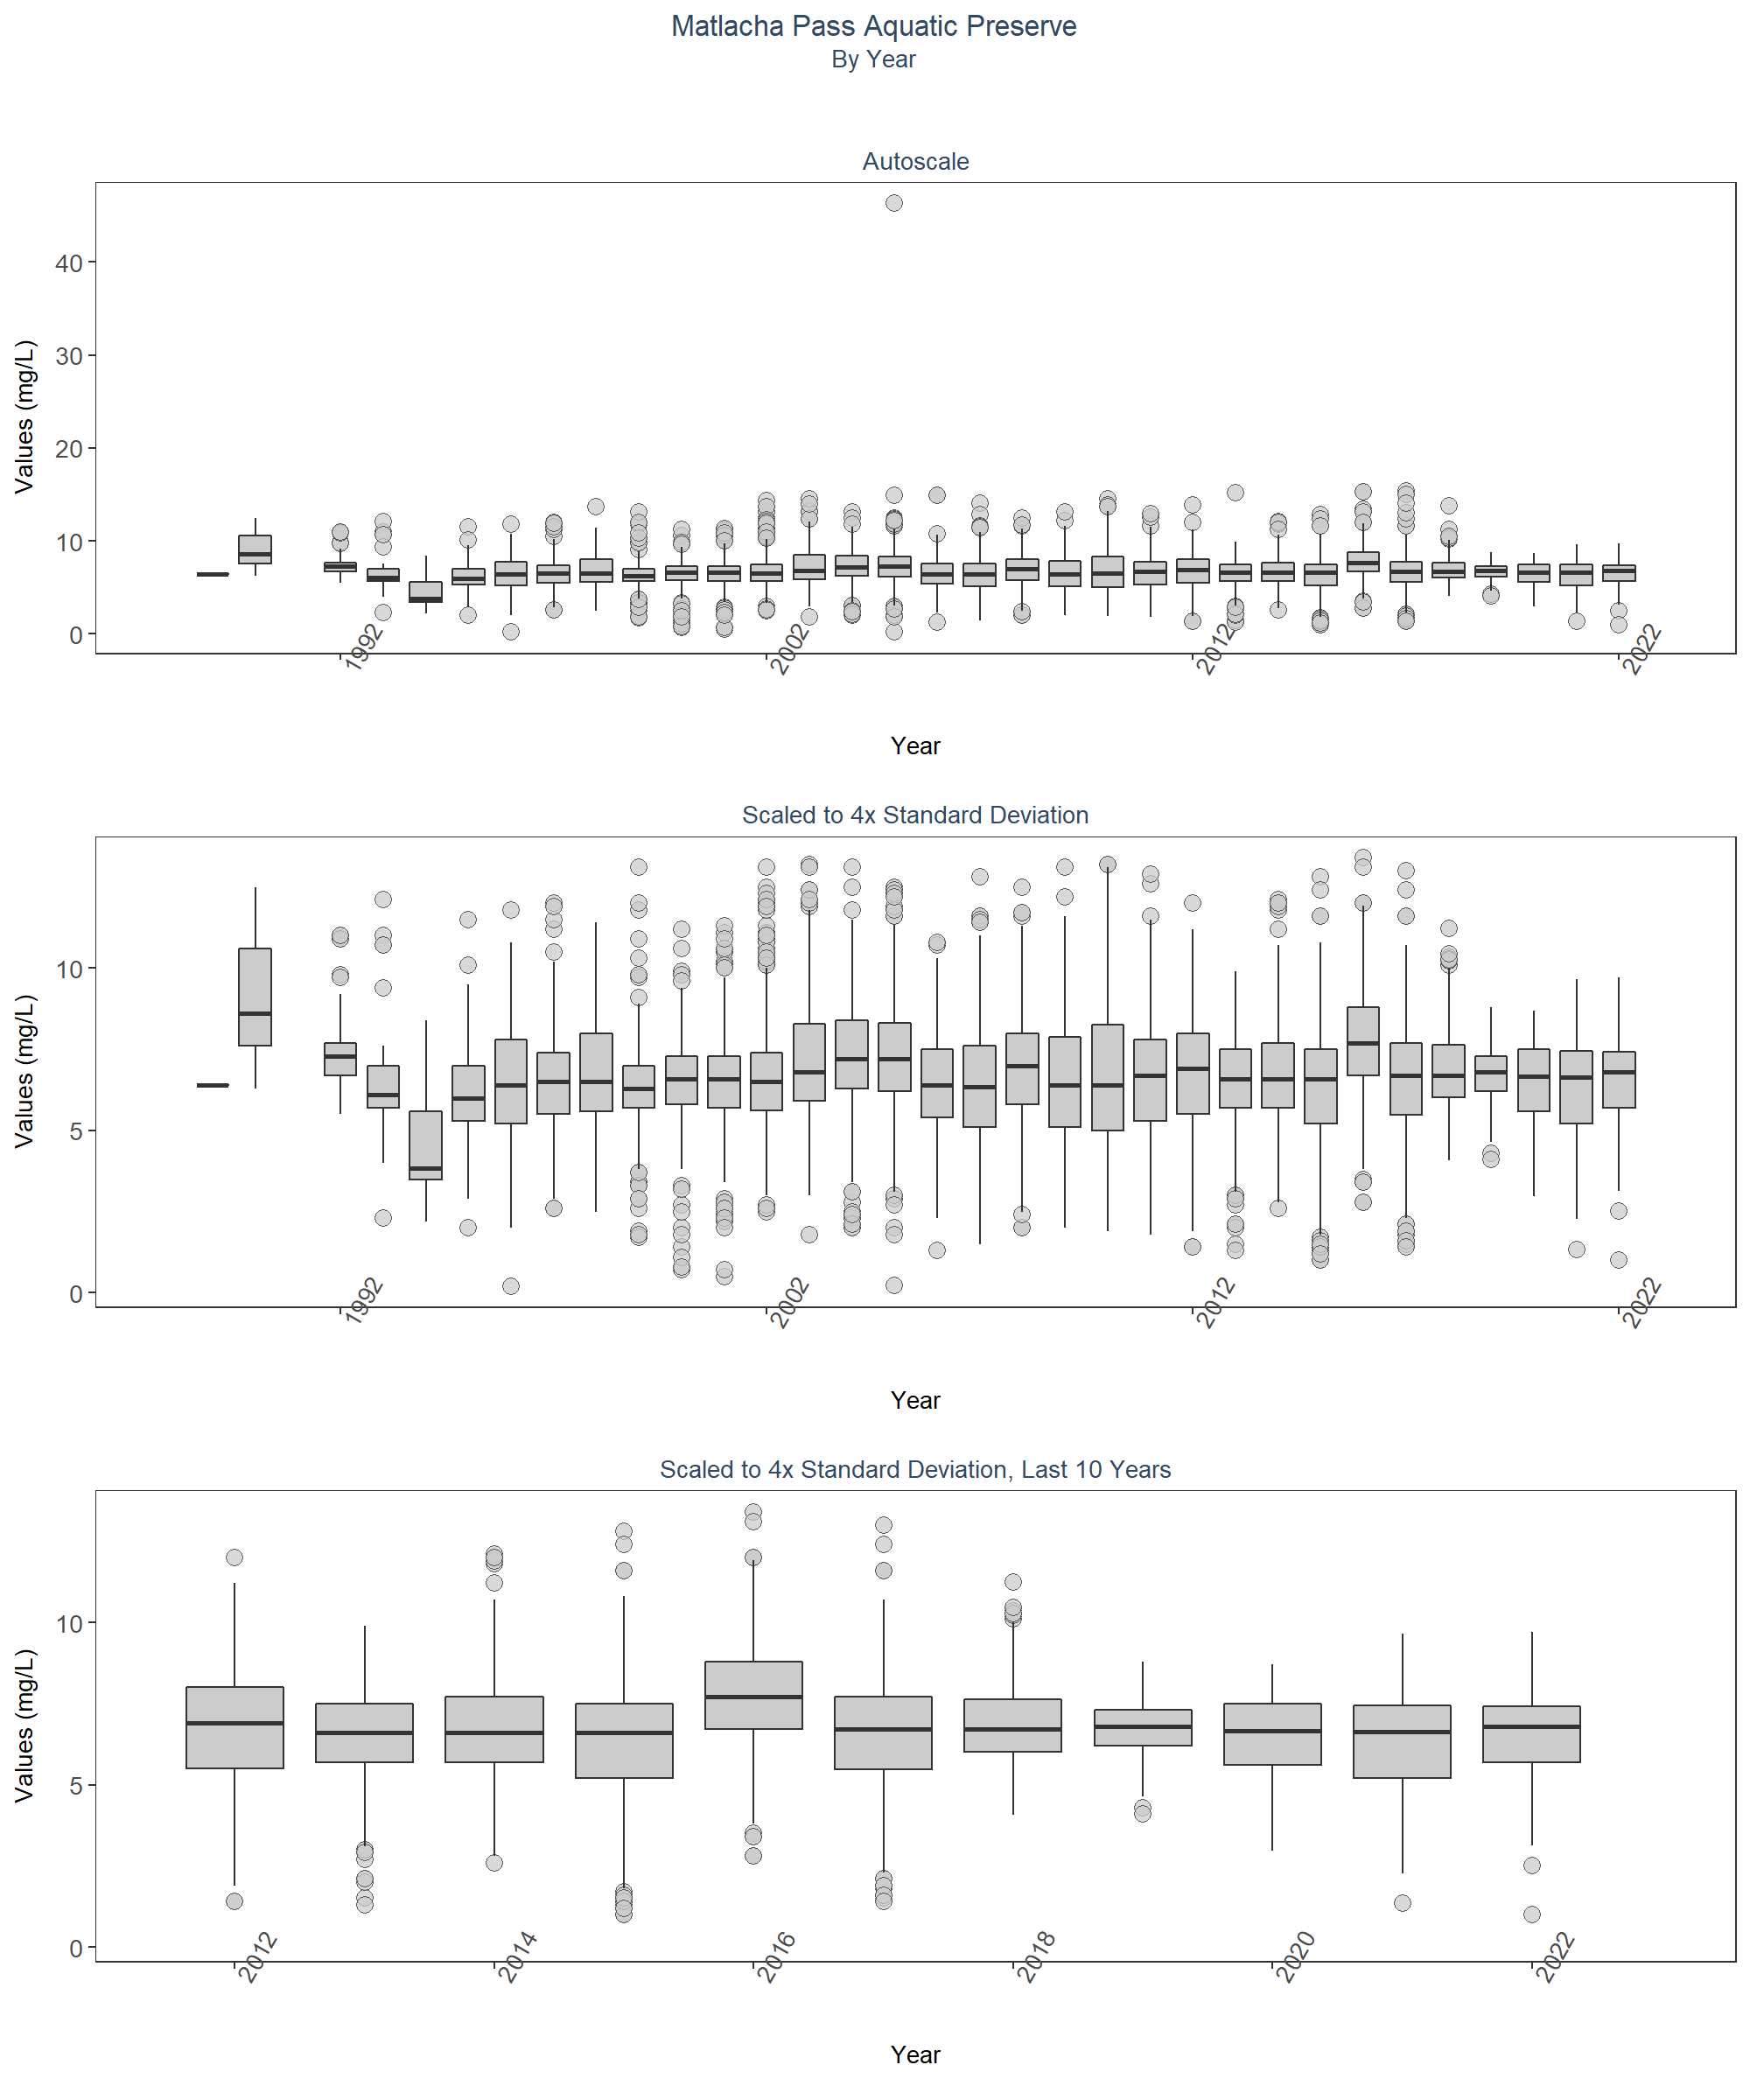 Matlacha Pass Aquatic Preserve
By Year
Autoscale
Values (mg/L)
40
30
20
10
0
1992
2002
2012
2022
Year
Scaled to 4x Standard Deviation
Values (mg/L)
10
5
0
1992
2002
2012
2022
Year
Scaled to 4x Standard Deviation, Last 10 Years
Values (mg/L)
10
5
0
2012
2014
2016
2018
2020
2022
Year